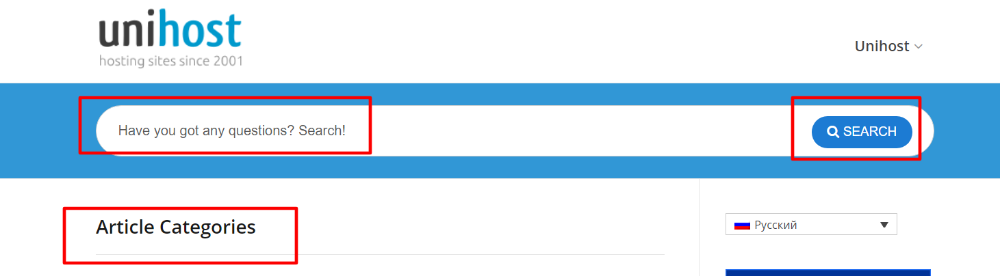 unihost
hosting sites since 2001
Unihost
Have you got any questions? Search!
SEARCH
Article Categories
Русский